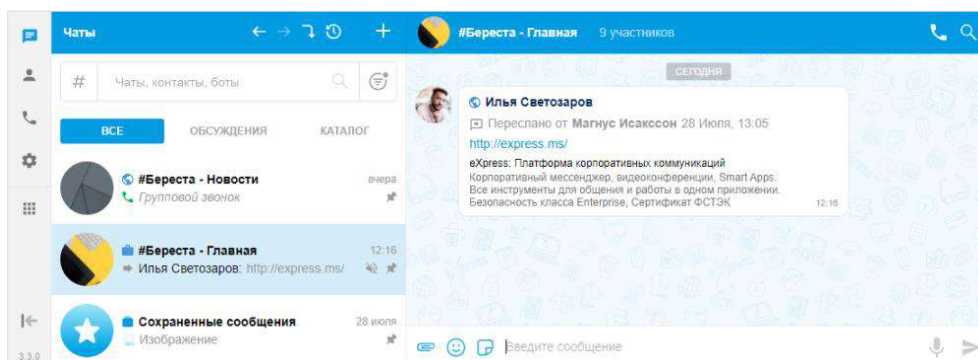 Чаты
#
Чаты, контакты, боты
ВСЕ
ОБСУЖДЕНИЯ
КАТАЛОГ
#Береста - Новости
вчера
Групповой звонок
#Береста - Главная
12:16
Илья Светозаров: http://express.ms/
Сохраненные сообщения
28 июля
Изображение
3.3.0
#Береста - Главная
9 участников
СЕГОДНЯ
Илья Светозаров
Переслано от Магнус Исакссон 28 Июля, 13:05
http://express.ms/
eXpress: Платформа корпоративных коммуникаций
Корпоративный мессенджер, видеоконференции, Smart Apps.
Все инструменты для общения и работы в одном приложении.
Безопасность класса Enterprise, Сертификат ФСТЭК
12:16
Введите сообщение